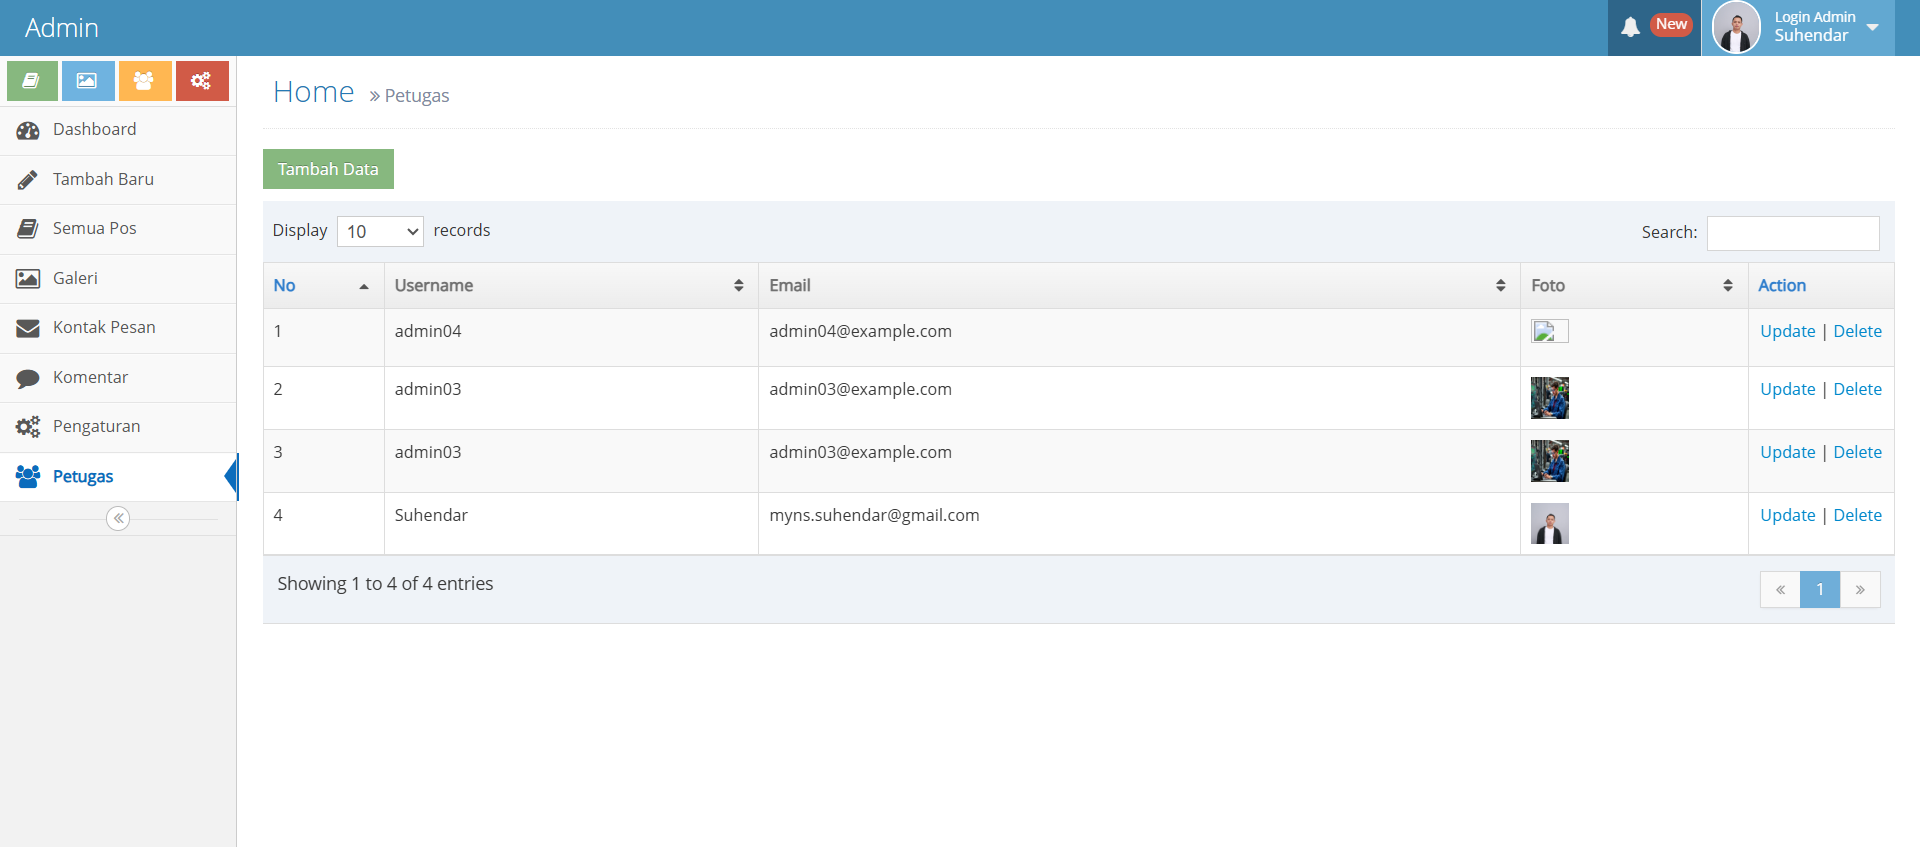 Admin
New
Login Admin
Suhendar
Dashboard
Tambah Baru
Semua Pos
Galeri
Kontak Pesan
Komentar
Pengaturan
Petugas
Home » Petugas
Tambah Data
Display 10 records
Search:
No Username Email Foto Action
1 admin04 admin04@example.com Update | Delete
2 admin03 admin03@example.com Update | Delete
3 admin03 admin03@example.com Update | Delete
4 Suhendar myns.suhendar@gmail.com Update | Delete
Showing 1 to 4 of 4 entries
« 1 »